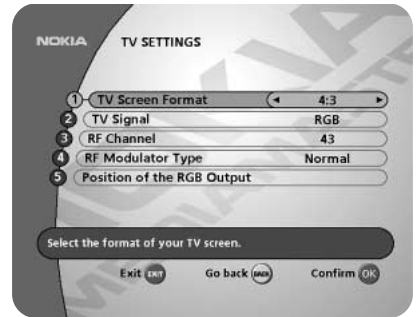 NOKIA TV SETTINGS
1 TV Screen Format 4:3
2 TV Signal RGB
3 RF Channel 43
4 RF Modulator Type Normal
5 Position of the RGB Output
Select the format of your TV screen.
Exit EXIT Go back BACK Confirm OK
NOKIA
MEDIAMASTER